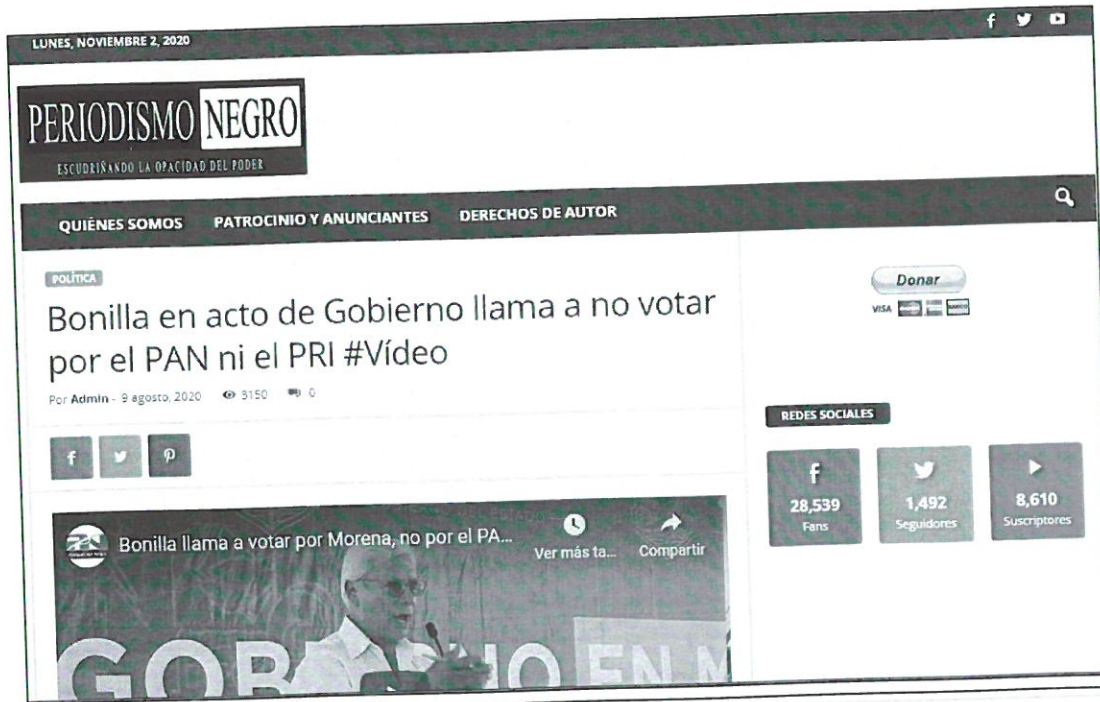 LUNES, NOVIEMBRE 2, 2020
PERIODISMO NEGRO
ESCUDRIÑANDO LA OPACIDAD DEL PODER
QUIÉNES SOMOS PATROCINIO Y ANUNCIANTES DERECHOS DE AUTOR
POLÍTICA
Bonilla en acto de Gobierno llama a no votar
por el PAN ni el PRI #Vídeo
Por Admin - 9 agosto, 2020 3150 0
Bonilla llama a votar por Morena, no por el PA...
Ver más ta...
Compartir
GOB NO EN M
Donar
VISA
REDES SOCIALES
28,539
Fans
1,492
Seguidores
8,610
Suscriptores